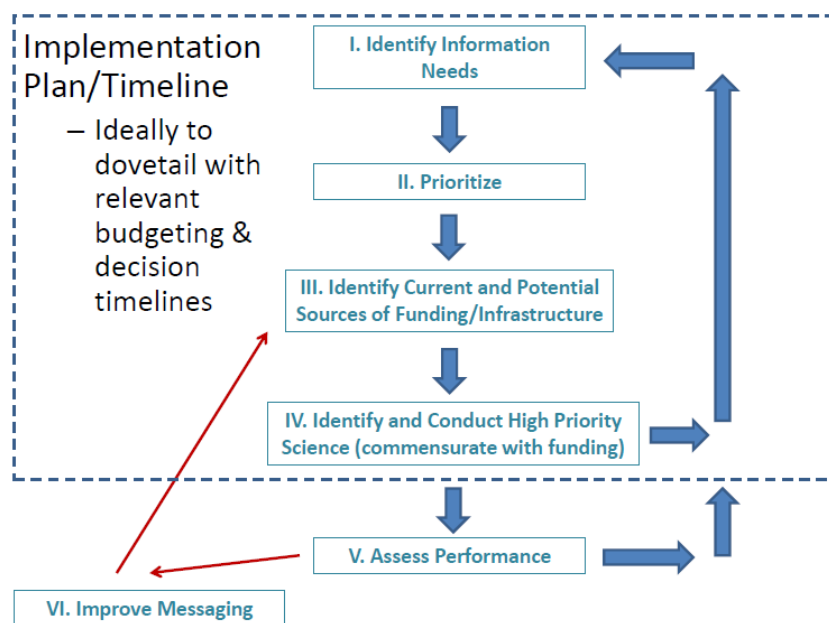 Implementation
Plan/Timeline
– Ideally to
dovetail with
relevant
budgeting &
decision
timelines
I. Identify Information
Needs
II. Prioritize
III. Identify Current and Potential
Sources of Funding/Infrastructure
IV. Identify and Conduct High Priority
Science (commensurate with funding)
V. Assess Performance
VI. Improve Messaging